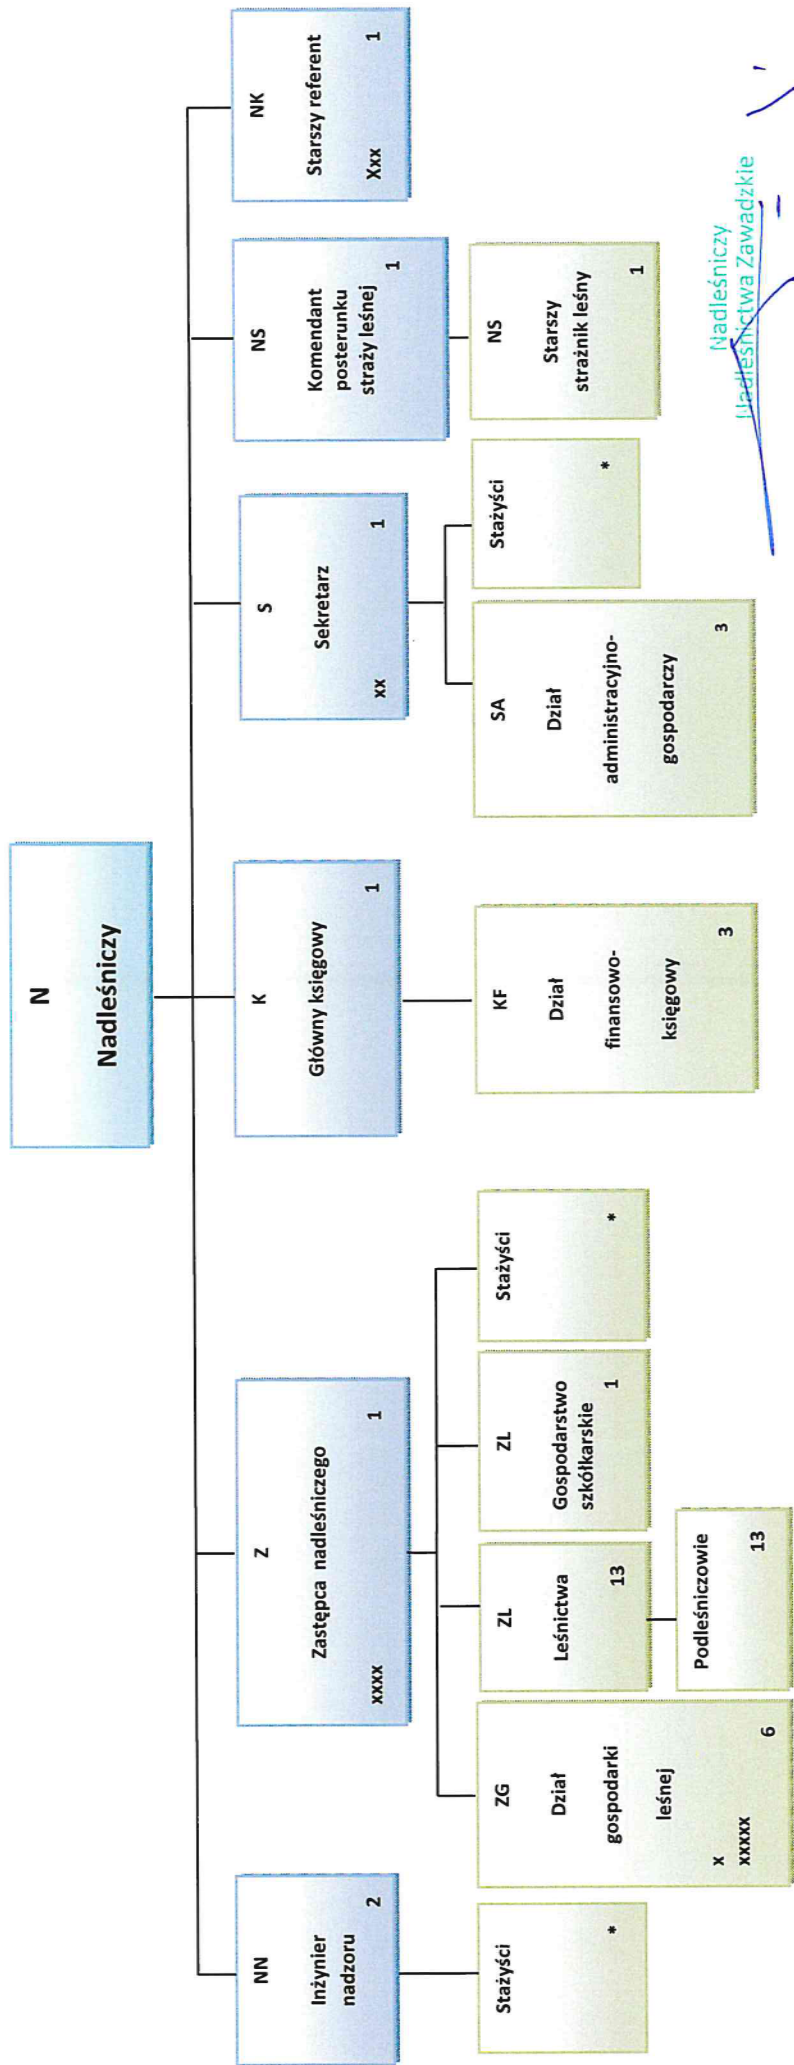 N
Nadleśniczy
NN
Inżynier
nadzoru
2
Z
Zastępca nadleśniczego
1
xxxx
K
Główny księgowy
1
S
Sekretarz
1
xx
NS
Komendant
posterunku
straży leśnej
1
NK
Starszy referent
1
Xxx
Stażyści
*
ZG
Dział
gospodarki
leśnej
6
x
xxxxx
ZL
Leśnictwa
13
Podleśniczowie
13
ZL
Gospodarstwo
szkółkarskie
1
Stażyści
*
KF
Dział
finansowo-
księgowy
3
SA
Dział
administracyjno-
gospodarczy
3
Stażyści
*
NS
Starszy
strażnik leśny
1
Nadleśniczy
Nadleśnictwa Zawadzkie